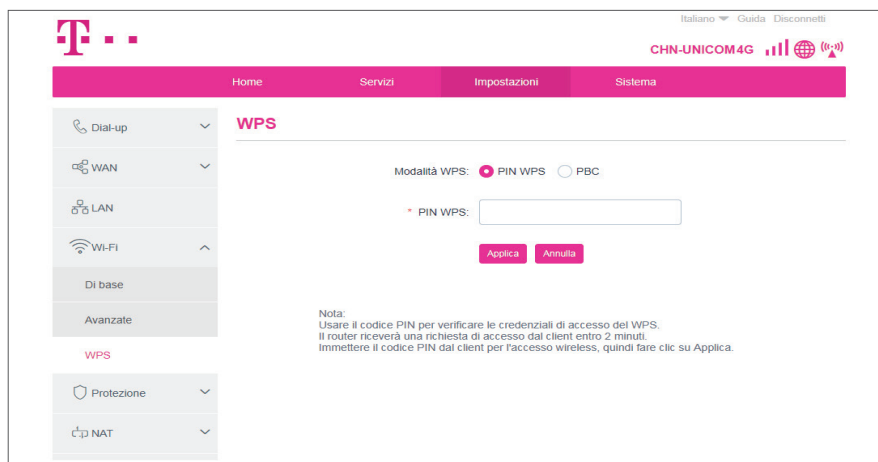 Italiano Guida Disconnetti
T
CHN-UNICOM4G
Home Servizi Impostazioni Sistema
Dial-up
WAN
LAN
Wi-Fi
Di base
Avanzate
WPS
Protezione
NAT
WPS
Modalità WPS: PIN WPS PBC
* PIN WPS:
Applica Annulla
Nota:
Usare il codice PIN per verificare le credenziali di accesso del WPS.
Il router riceverà una richiesta di accesso dal client entro 2 minuti.
Immettere il codice PIN dal client per l'accesso wireless, quindi fare clic su Applica.